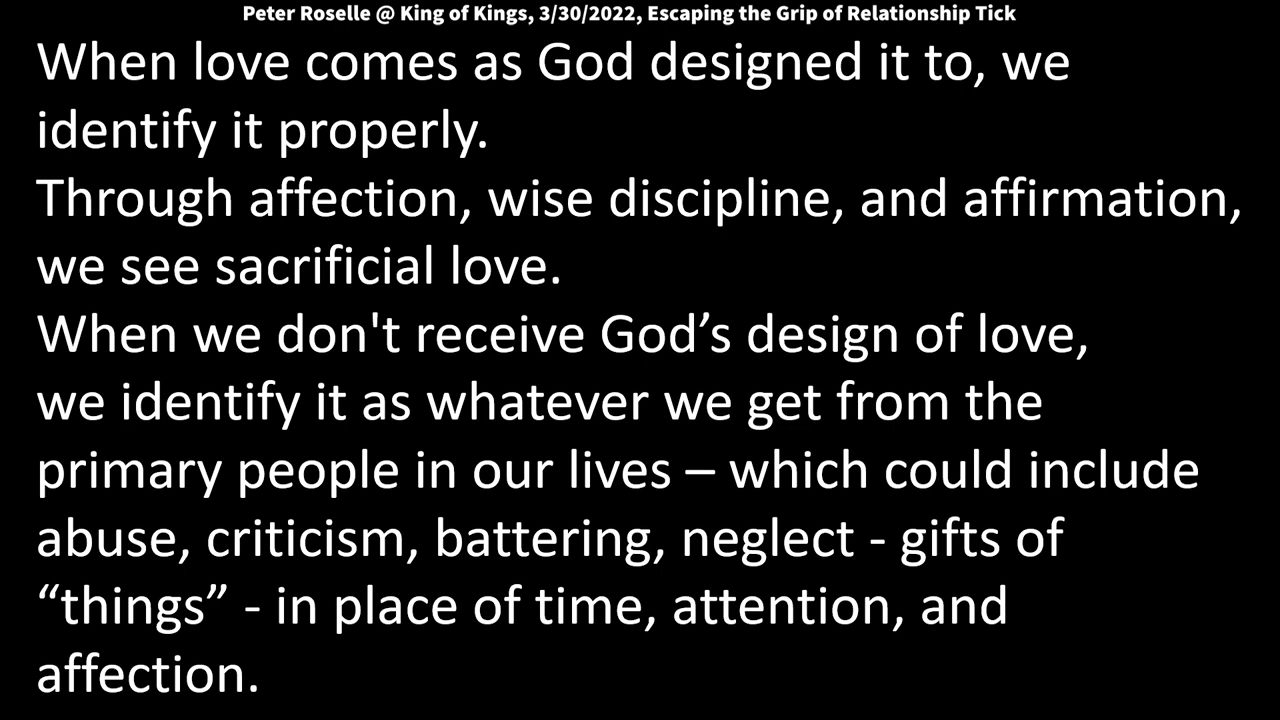 Peter Roselle @ King of Kings, 3/30/2022, Escaping the Grip of Relationship Tick
When love comes as God designed it to, we
identify it properly.
Through affection, wise discipline, and affirmation,
we see sacrificial love.
When we don't receive God’s design of love,
we identify it as whatever we get from the
primary people in our lives – which could include
abuse, criticism, battering, neglect - gifts of
“things” - in place of time, attention, and
affection.